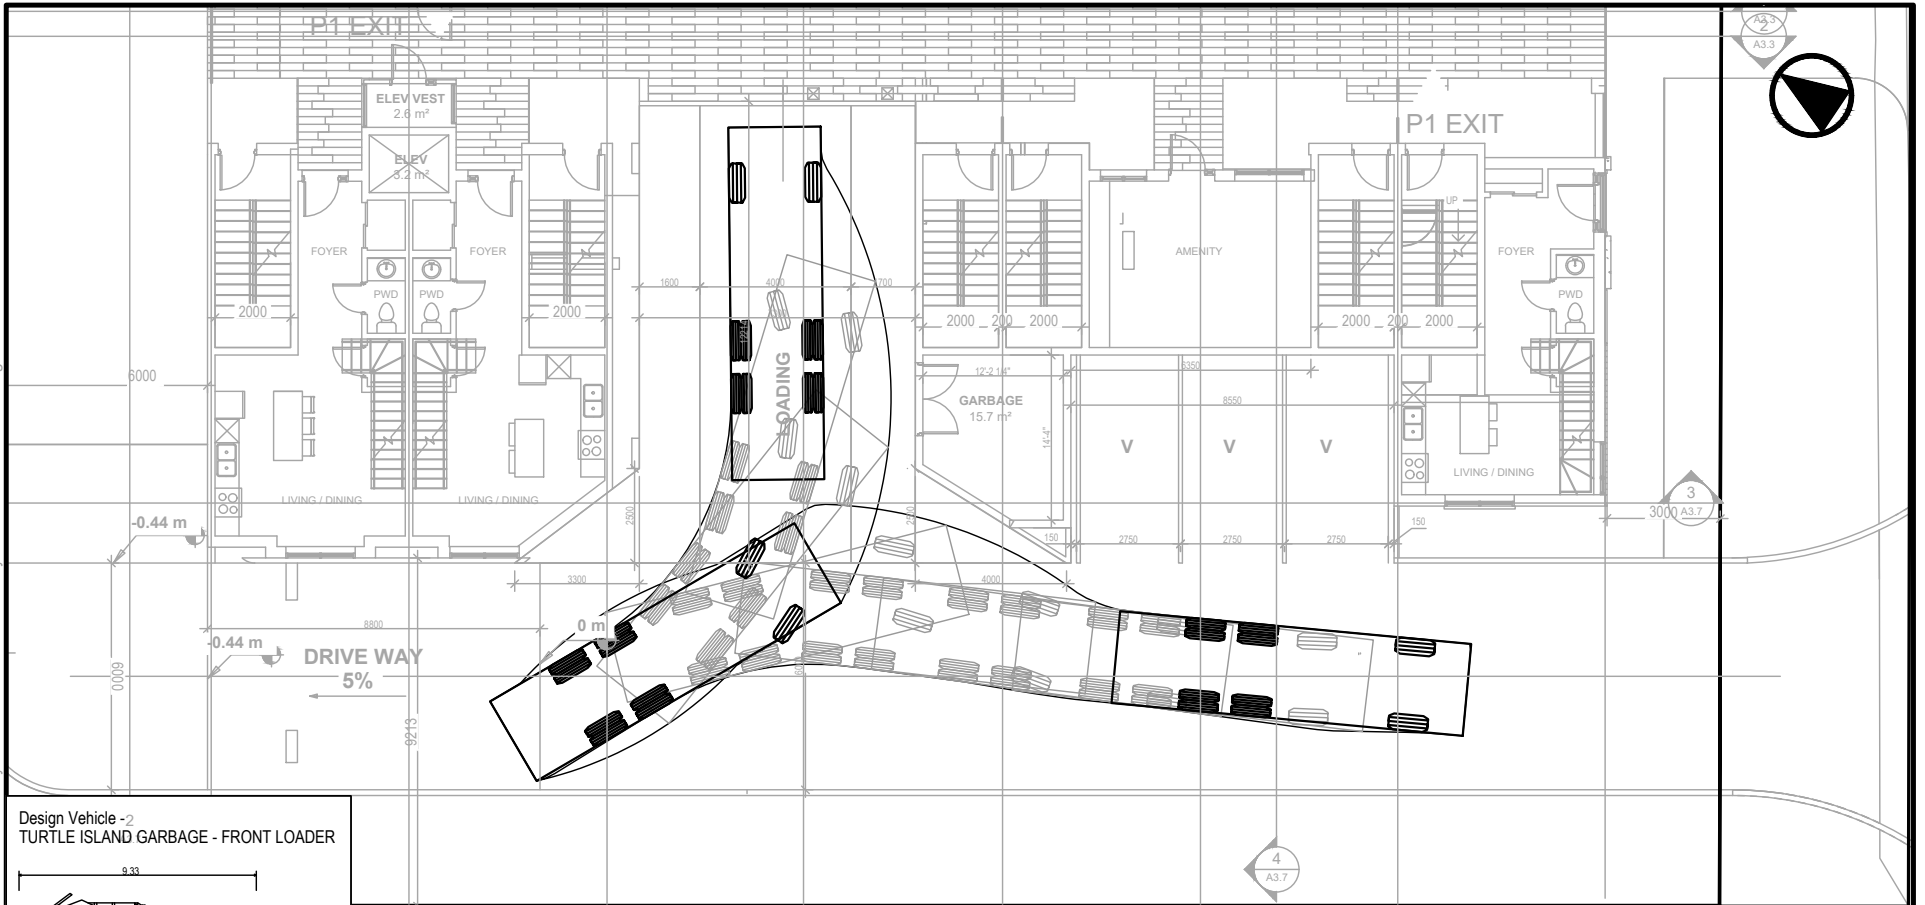 P1 EXIT
A3.3
2
A3.3
ELEV VEST
2.6 m²
P1 EXIT
ELEV
3.2 m²
UP
FOYER
FOYER
AMENITY
FOYER
1600
4000
700
PWD
PWD
PWD
2000
2000
2000
200
2000
2000
200
2000
LOADING
6000
12'-2 1/4"
6350
GARBAGE
15.7 m²
8550
14'-4"
V
V
V
LIVING / DINING
LIVING / DINING
LIVING / DINING
3
A3.7
3000
-0.44 m
2500
150
2750
2750
2750
150
3300
4000
8800
0 m
-0.44 m
DRIVE WAY
5%
6000
9213
Design Vehicle -2
TURTLE ISLAND GARBAGE - FRONT LOADER
9.33
4
A3.7